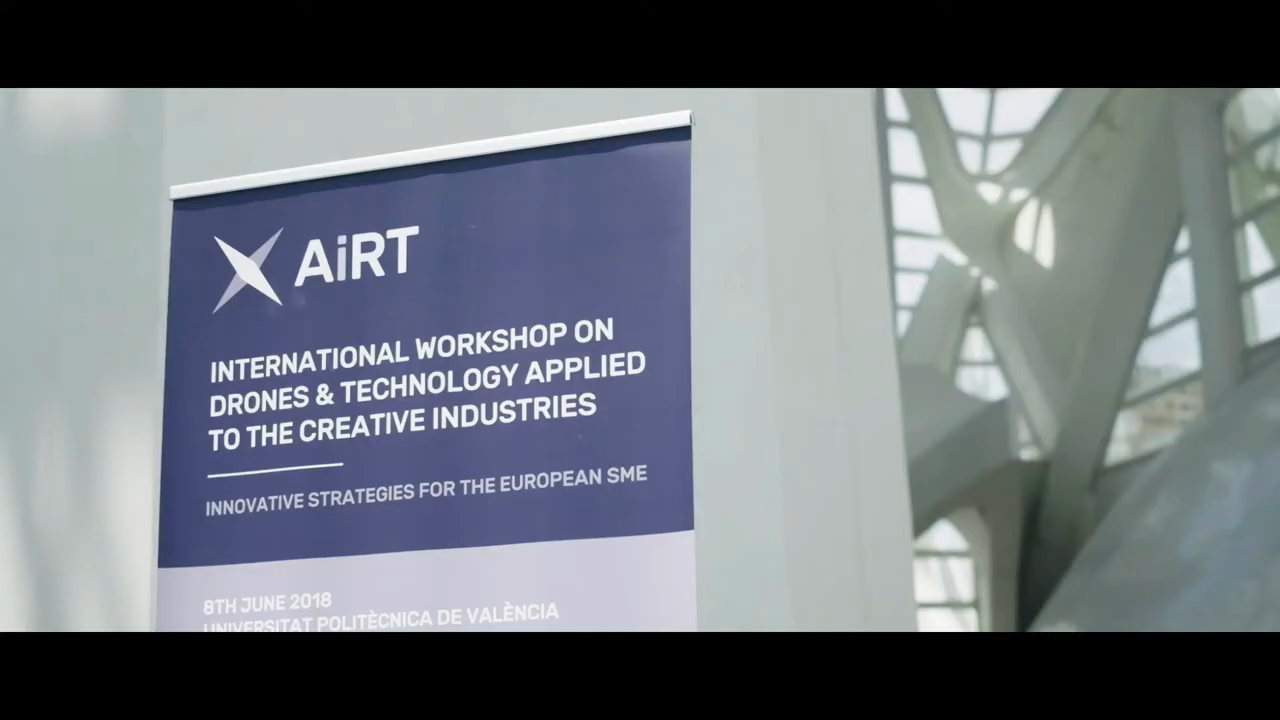 AiRT
INTERNATIONAL WORKSHOP ON
DRONES & TECHNOLOGY APPLIED
TO THE CREATIVE INDUSTRIES
INNOVATIVE STRATEGIES FOR THE EUROPEAN SME
8TH JUNE 2018
UNIVERSITAT POLITÈCNICA DE VALÈNCIA